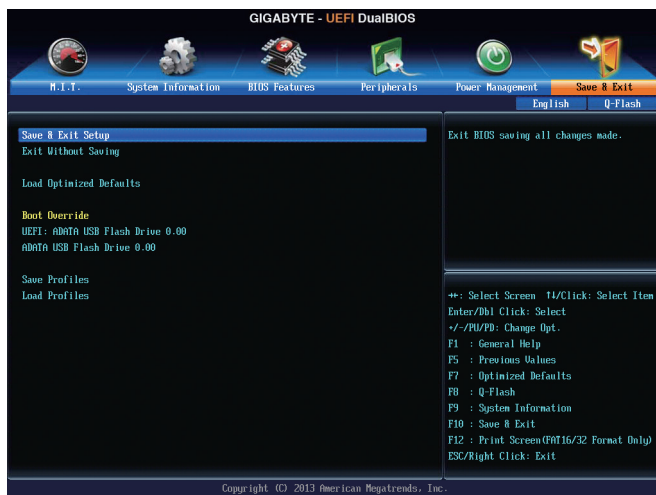 GIGABYTE - UEFI DualBIOS
M.I.T. System Information BIOS Features Peripherals Power Management Save & Exit
English Q-Flash
Save & Exit Setup
Exit Without Saving
Load Optimized Defaults
Boot Override
UEFI: ADATA USB Flash Drive 0.00
ADATA USB Flash Drive 0.00
Save Profiles
Load Profiles
Exit BIOS saving all changes made.
→←: Select Screen ↑↓/Click: Select Item
Enter/Dbl Click: Select
+/-/PU/PD: Change Opt.
F1 : General Help
F5 : Previous Values
F7 : Optimized Defaults
F8 : Q-Flash
F9 : System Information
F10 : Save & Exit
F12 : Print Screen(FAT16/32 Format Only)
ESC/Right Click: Exit
Copyright (C) 2013 American Megatrends, Inc.